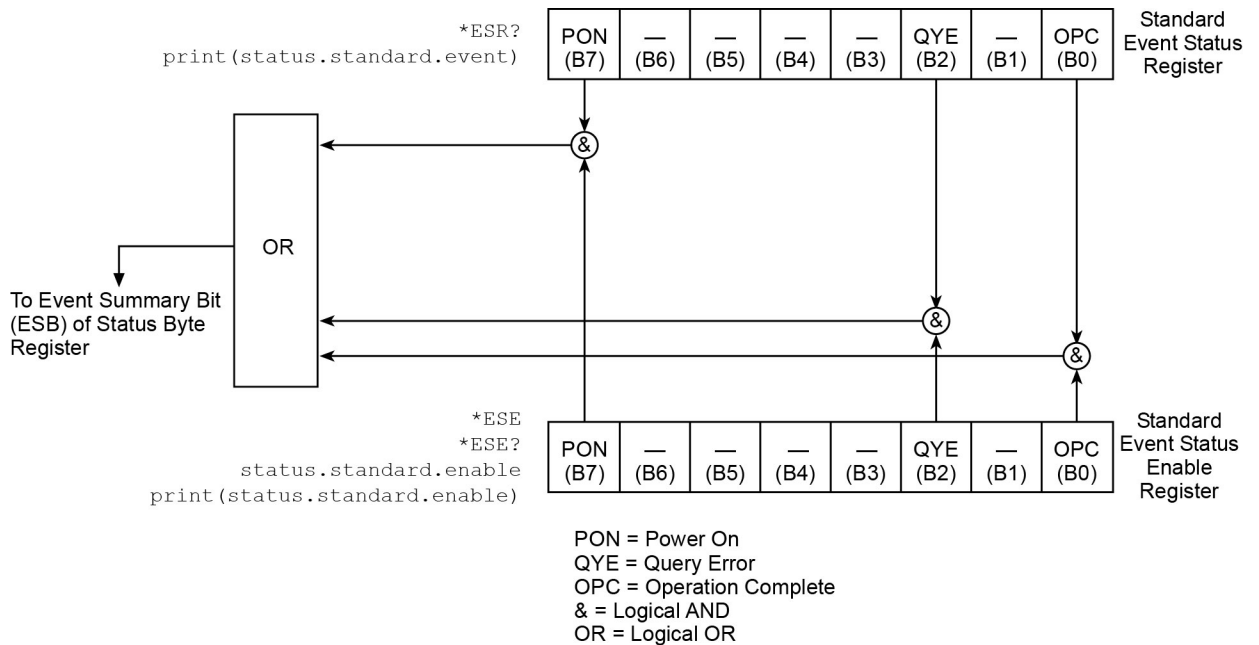 *ESR?
print(status.standard.event)
PON — — — — QYE — OPC
(B7) (B6) (B5) (B4) (B3) (B2) (B1) (B0)
Standard
Event Status
Register
&
OR
To Event Summary Bit
(ESB) of Status Byte
Register
&
&
*ESE
*ESE?
status.standard.enable
print(status.standard.enable)
PON — — — — QYE — OPC
(B7) (B6) (B5) (B4) (B3) (B2) (B1) (B0)
Standard
Event Status
Enable
Register
PON = Power On
QYE = Query Error
OPC = Operation Complete
& = Logical AND
OR = Logical OR